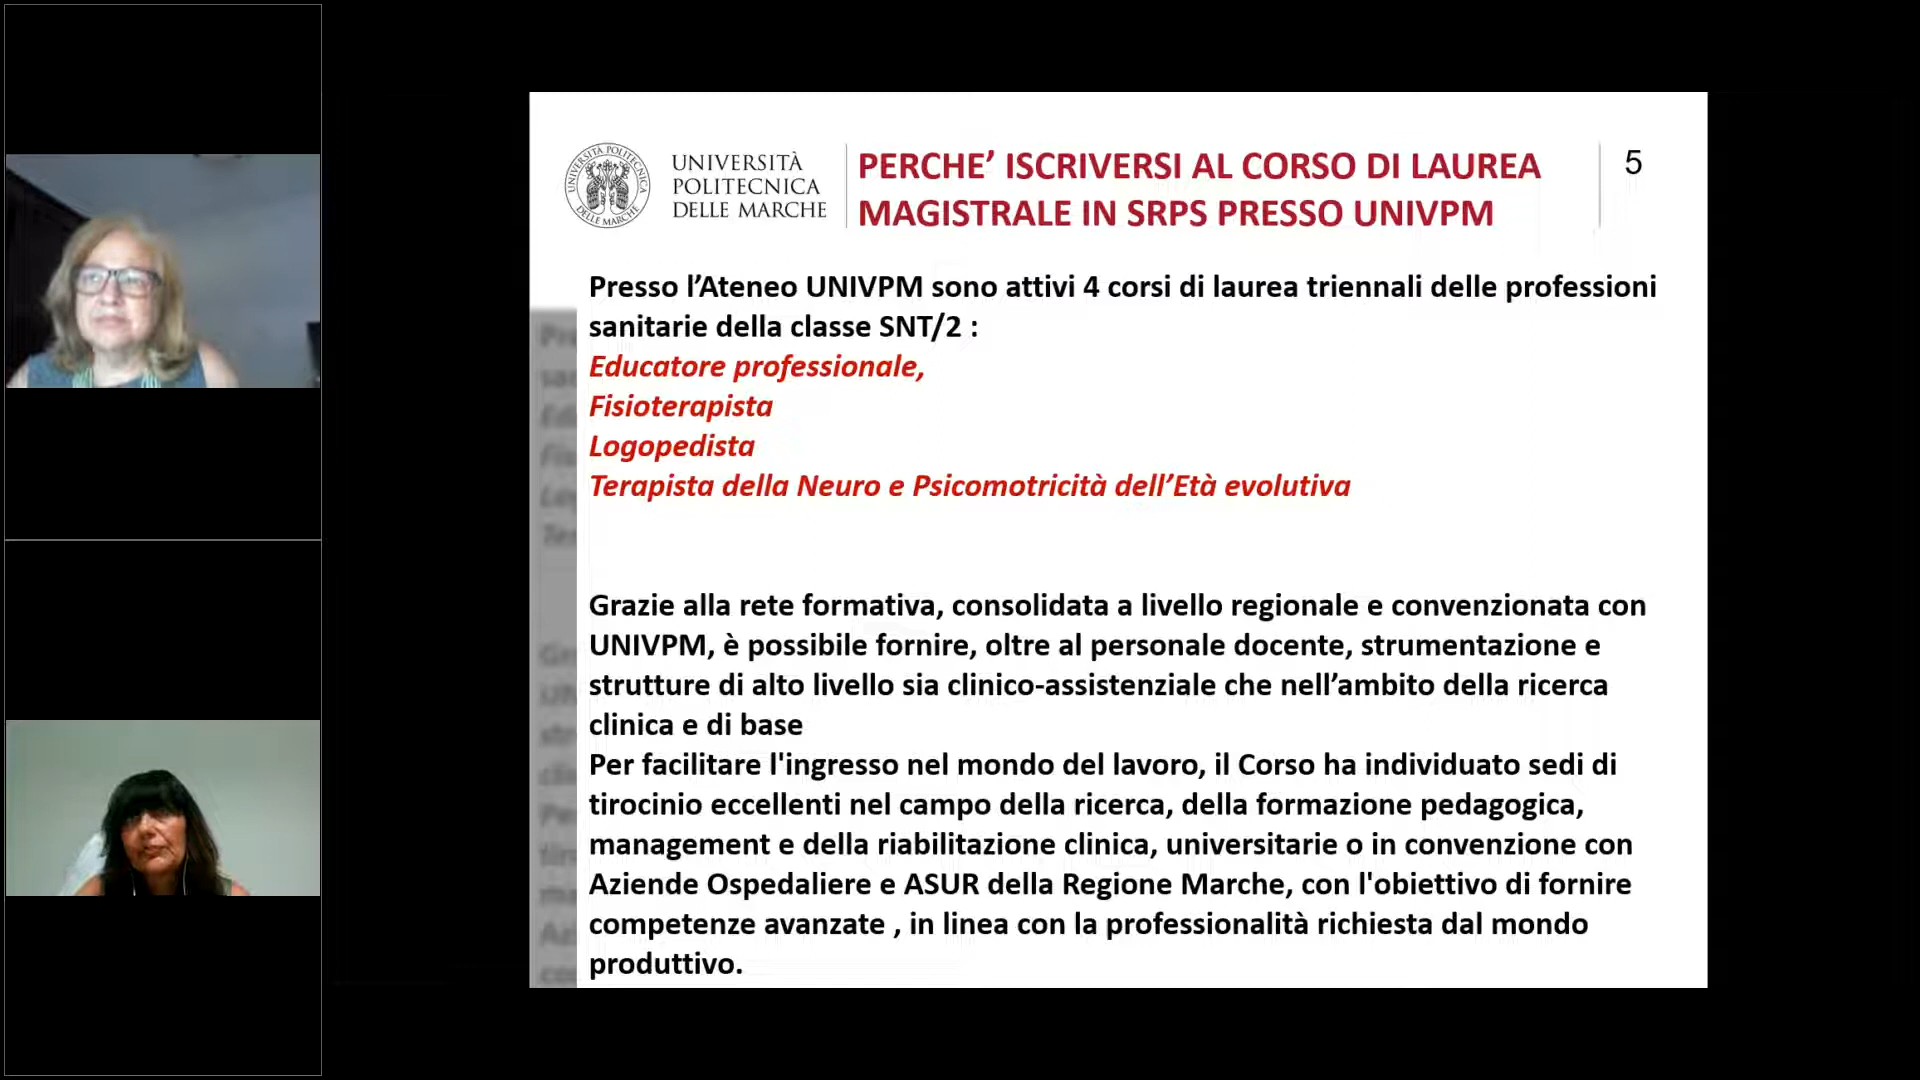 UNIVERSITÀ POLITECNICA
DELLE MARCHE
UNIVERSITÀ
POLITECNICA
DELLE MARCHE
PERCHE’ ISCRIVERSI AL CORSO DI LAUREA
MAGISTRALE IN SRPS PRESSO UNIVPM
5
Presso l’Ateneo UNIVPM sono attivi 4 corsi di laurea triennali delle professioni
sanitarie della classe SNT/2 :
Educatore professionale,
Fisioterapista
Logopedista
Terapista della Neuro e Psicomotricità dell’Età evolutiva
Grazie alla rete formativa, consolidata a livello regionale e convenzionata con
UNIVPM, è possibile fornire, oltre al personale docente, strumentazione e
strutture di alto livello sia clinico-assistenziale che nell’ambito della ricerca
clinica e di base
Per facilitare l'ingresso nel mondo del lavoro, il Corso ha individuato sedi di
tirocinio eccellenti nel campo della ricerca, della formazione pedagogica,
management e della riabilitazione clinica, universitarie o in convenzione con
Aziende Ospedaliere e ASUR della Regione Marche, con l'obiettivo di fornire
competenze avanzate , in linea con la professionalità richiesta dal mondo
produttivo.